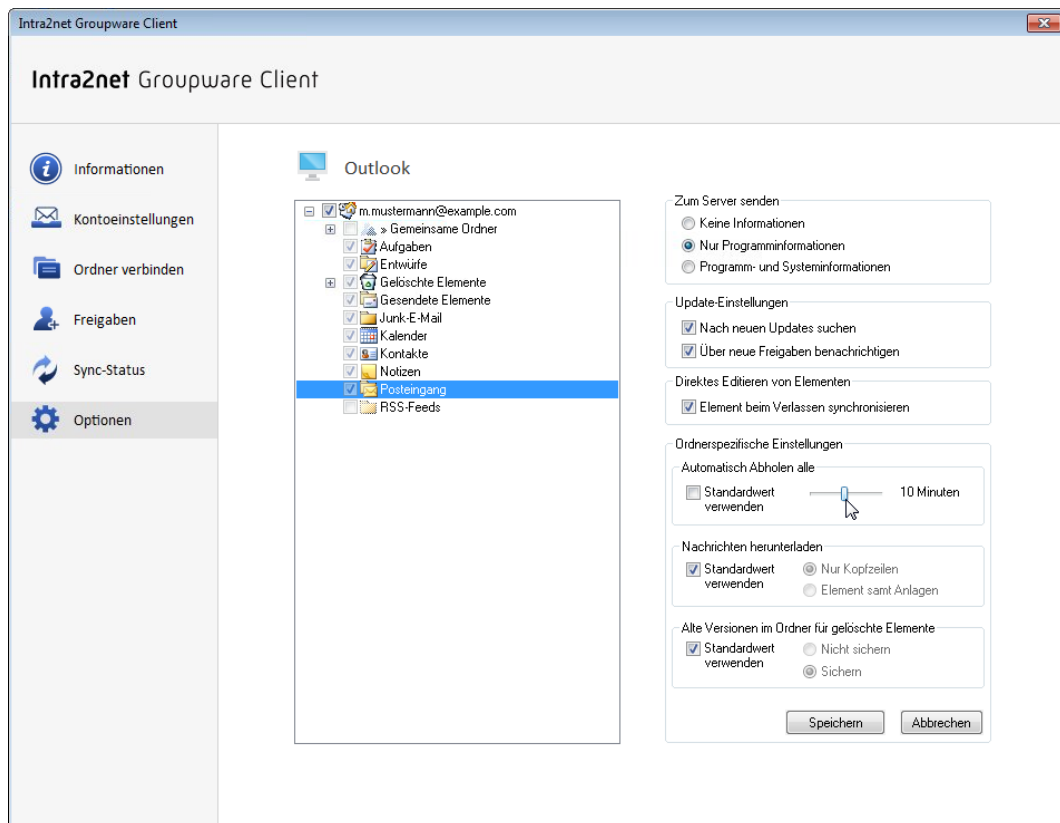 Intra2net Groupware Client
Intra2net Groupware Client
Informationen
Kontoeinstellungen
Ordner verbinden
Freigaben
Sync-Status
Optionen
Outlook
m.mustermann@example.com
» Gemeinsame Ordner
Aufgaben
Entwürfe
Gelöschte Elemente
Gesendete Elemente
Junk-E-Mail
Kalender
Kontakte
Notizen
Posteingang
RSS-Feeds
Zum Server senden
Keine Informationen
Nur Programminformationen
Programm- und Systeminformationen
Update-Einstellungen
Nach neuen Updates suchen
Über neue Freigaben benachrichtigen
Direktes Editieren von Elementen
Element beim Verlassen synchronisieren
Ordnerspezifische Einstellungen
Automatisch Abholen alle
Standardwert
verwenden
10 Minuten
Nachrichten herunterladen
Standardwert
verwenden
Nur Kopfzeilen
Element samt Anlagen
Alte Versionen im Ordner für gelöschte Elemente
Standardwert
verwenden
Nicht sichern
Sichern
Speichern
Abbrechen